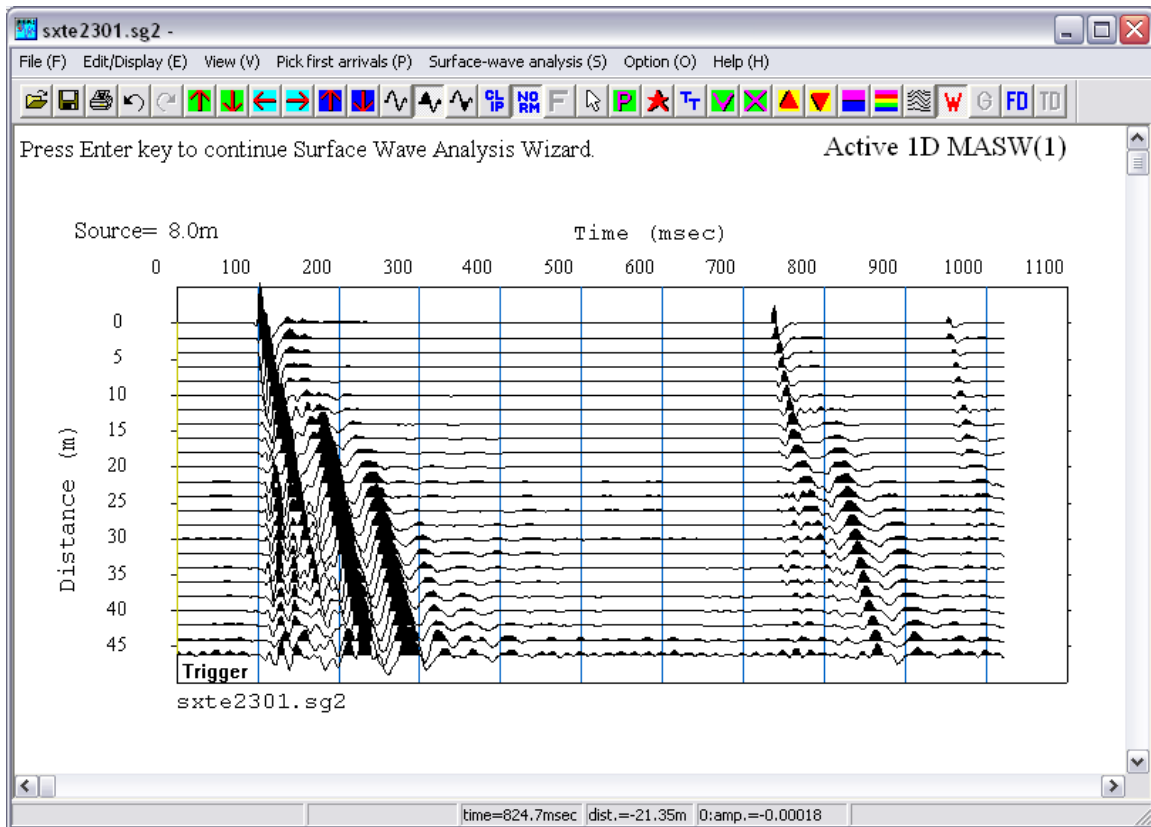 sxte2301.sg2 -
File (F) Edit/Display (E) View (V) Pick first arrivals (P) Surface-wave analysis (S) Option (O) Help (H)
CL IP NO RM F P TT W G FD TD
Press Enter key to continue Surface Wave Analysis Wizard.
Active 1D MASW(1)
Source= 8.0m
Time (msec)
0 100 200 300 400 500 600 700 800 900 1000 1100
Distance (m)
0
5
10
15
20
25
30
35
40
45
Trigger
sxte2301.sg2
time=824.7msec dist.=-21.35m 0:amp.=-0.00018